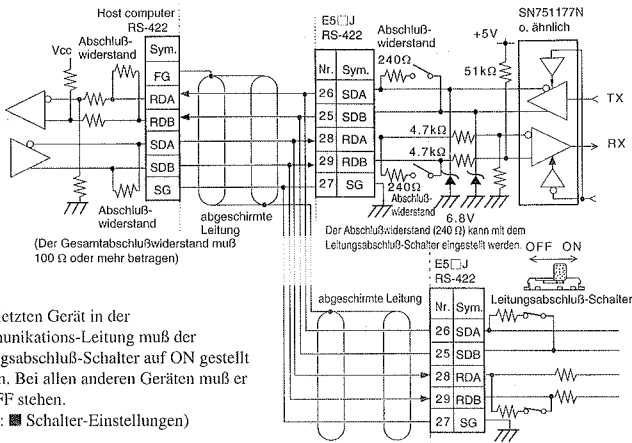 Host computer
RS-422
Abschluß-
widerstand
Vcc
Sym.
FG
RDA
RDB
SDA
SDB
SG
Abschluß-
widerstand
(Der Gesamtabschlußwiderstand muß
100 Ω oder mehr betragen)
abgeschirmte
Leitung
E5□J
RS-422
Nr. Sym.
26 SDA
25 SDB
28 RDA
29 RDB
27 SG
Abschluß-
widerstand
240Ω
+5V
51kΩ
4.7kΩ
4.7kΩ
240Ω
Abschluß-
widerstand
6.8V
SN751177N
o. ähnlich
TX
RX
Der Abschlußwiderstand (240 Ω) kann mit dem
Leitungsabschluß-Schalter eingestellt werden.
OFF ON
Leitungsabschluß-Schalter
abgeschirmte Leitung
E5□J
RS-422
Nr. Sym.
26 SDA
25 SDB
28 RDA
29 RDB
27 SG
letzten Gerät in der
munikations-Leitung muß der
ngsabschluß-Schalter auf ON gestellt
n. Bei allen anderen Geräten muß er
FF stehen.
: ■ Schalter-Einstellungen)